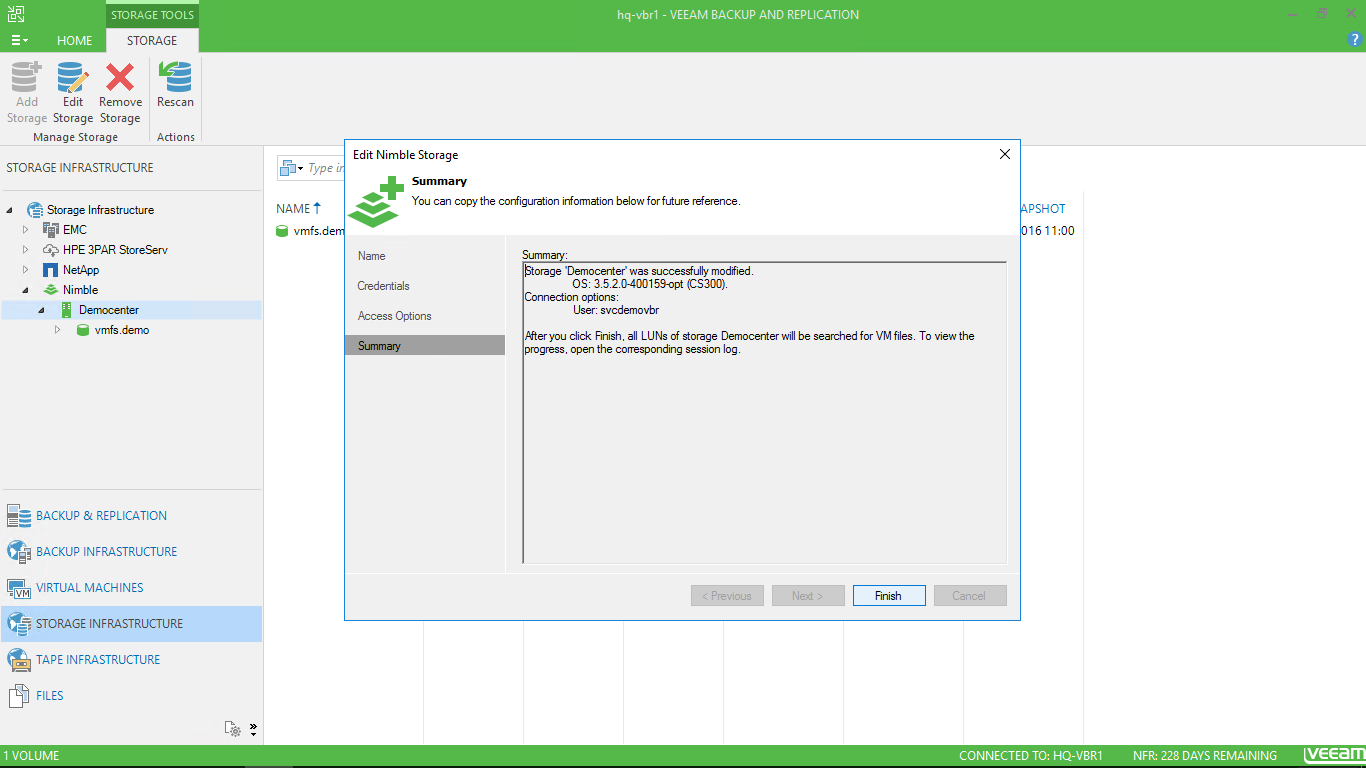 STORAGE TOOLS
hq-vbr1 - VEEAM BACKUP AND REPLICATION
HOME
STORAGE
?
Add Storage
Edit Storage
Remove Storage
Rescan
Manage Storage
Actions
STORAGE INFRASTRUCTURE
Storage Infrastructure
EMC
HPE 3PAR StoreServ
NetApp
Nimble
Democenter
vmfs.demo
Type in
NAME
APSHOT
vmfs.dem
016 11:00
Edit Nimble Storage
Summary
You can copy the configuration information below for future reference.
Name
Credentials
Access Options
Summary
Summary:
Storage 'Democenter' was successfully modified.
OS: 3.5.2.0-400159-opt (CS300).
Connection options:
User: svcdemovbr
After you click Finish, all LUNs of storage Democenter will be searched for VM files. To view the
progress, open the corresponding session log.
< Previous
Next >
Finish
Cancel
BACKUP & REPLICATION
BACKUP INFRASTRUCTURE
VM
VIRTUAL MACHINES
STORAGE INFRASTRUCTURE
TAPE INFRASTRUCTURE
FILES
1 VOLUME
CONNECTED TO: HQ-VBR1
NFR: 228 DAYS REMAINING
veeam